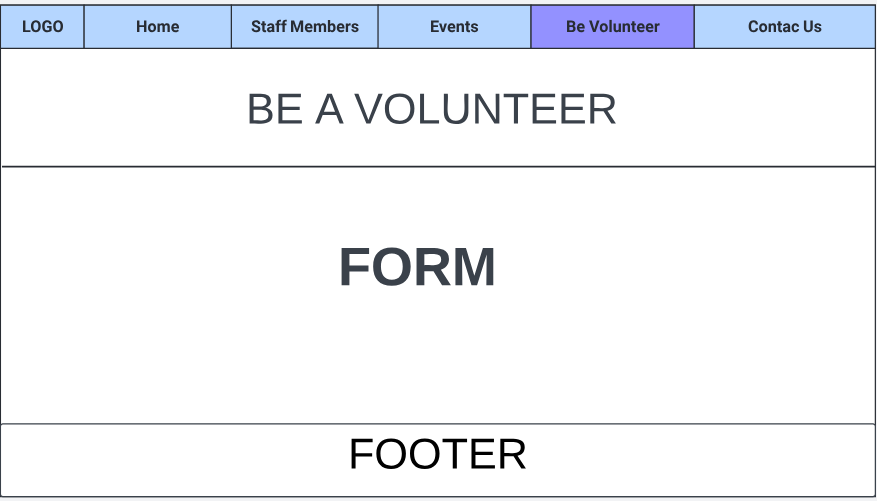 LOGO Home Staff Members Events Be Volunteer Contac Us
BE A VOLUNTEER
FORM
FOOTER